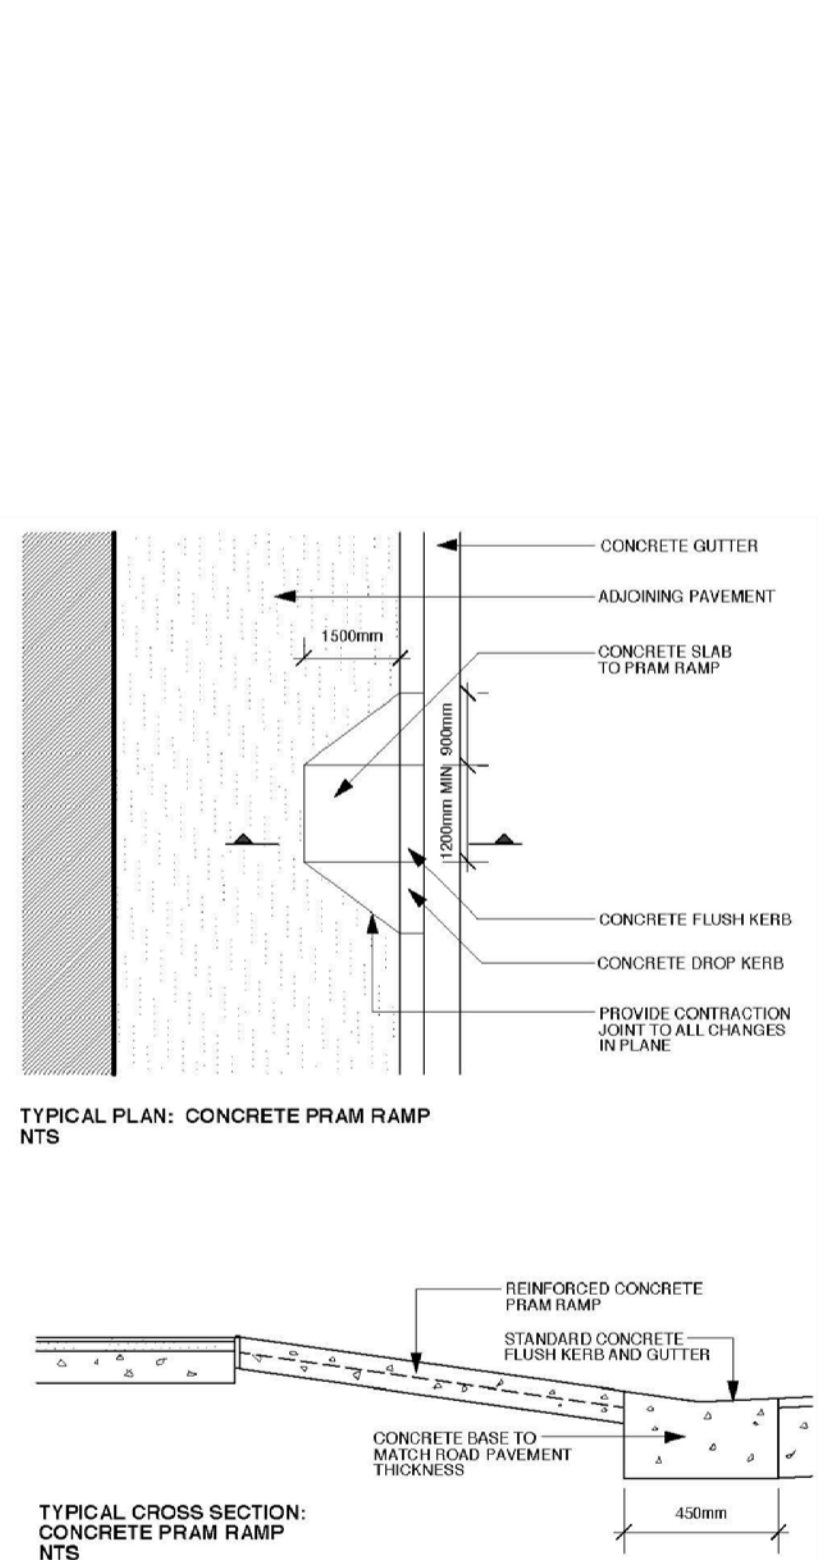 CONCRETE GUTTER
ADJOINING PAVEMENT
1500mm
CONCRETE SLAB
TO PRAM RAMP
900mm
1200mm MIN
CONCRETE FLUSH KERB
CONCRETE DROP KERB
PROVIDE CONTRACTION
JOINT TO ALL CHANGES
IN PLANE
TYPICAL PLAN: CONCRETE PRAM RAMP
NTS
REINFORCED CONCRETE
PRAM RAMP
STANDARD CONCRETE
FLUSH KERB AND GUTTER
CONCRETE BASE TO
MATCH ROAD PAVEMENT
THICKNESS
TYPICAL CROSS SECTION:
CONCRETE PRAM RAMP
NTS
450mm